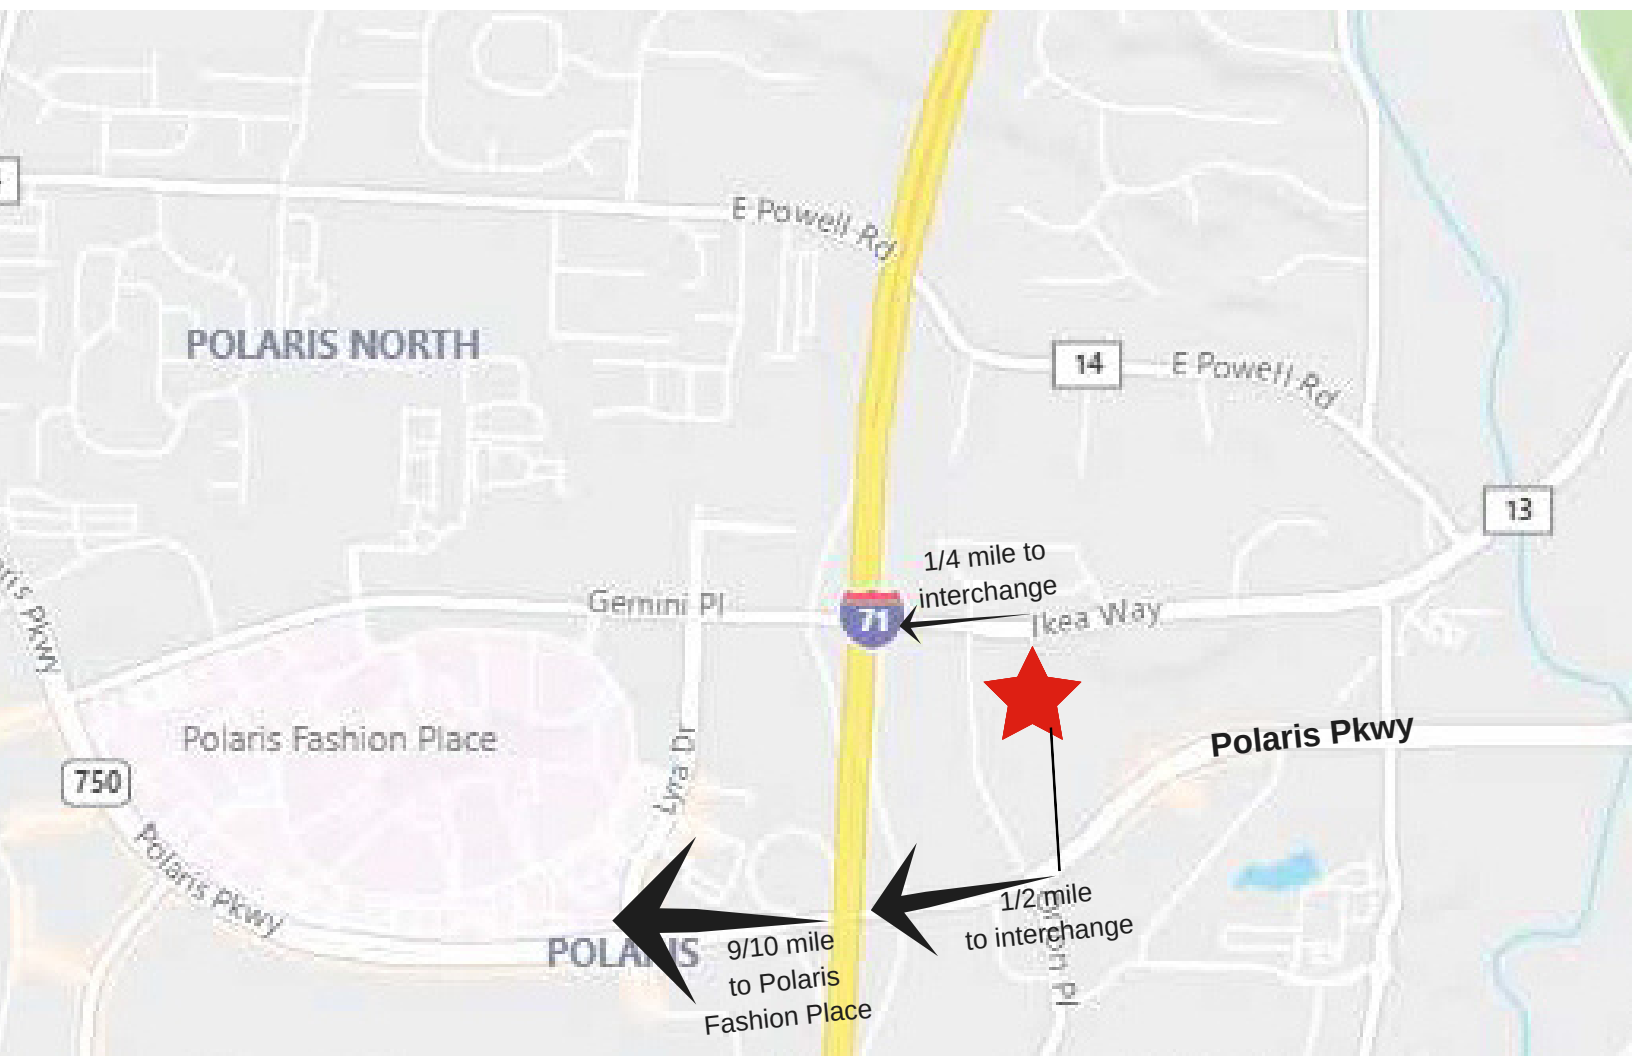 E Powell Rd
POLARIS NORTH
14
E Powell Rd
13
1/4 mile to
interchange
Gemini Pl
71
Ikea Way
Polaris Fashion Place
Polaris Pkwy
750
Lyra Dr
Polaris Pkwy
1/2 mile
to interchange
POLARIS
9/10 mile
to Polaris
Fashion Place